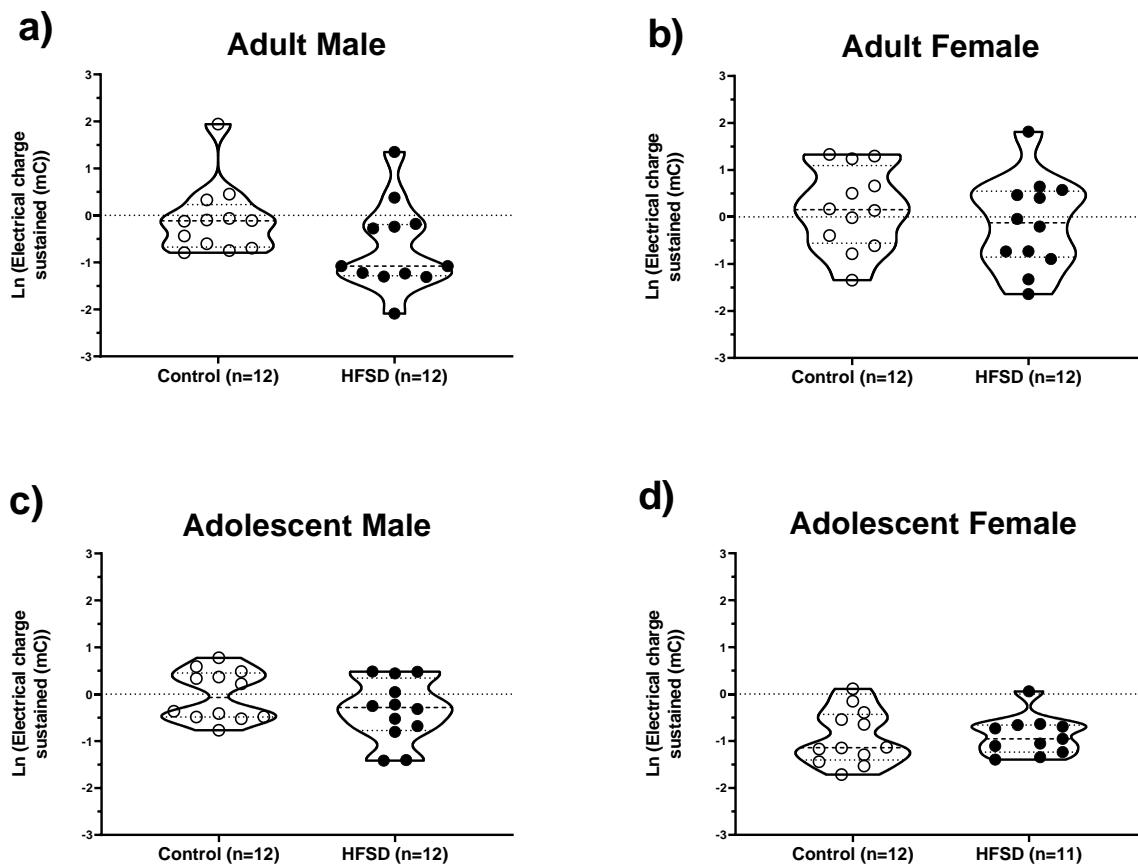 a)
Adult Male
Ln (Electrical charge
sustained (mC))
3
2
1
0
-1
-2
-3
Control (n=12)
HFSD (n=12)
b)
Adult Female
Ln (Electrical charge
sustained (mC))
3
2
1
0
-1
-2
-3
Control (n=12)
HFSD (n=12)
c)
Adolescent Male
Ln (Electrical charge
sustained (mC))
3
2
1
0
-1
-2
-3
Control (n=12)
HFSD (n=12)
d)
Adolescent Female
Ln (Electrical charge
sustained (mC))
3
2
1
0
-1
-2
-3
Control (n=12)
HFSD (n=11)